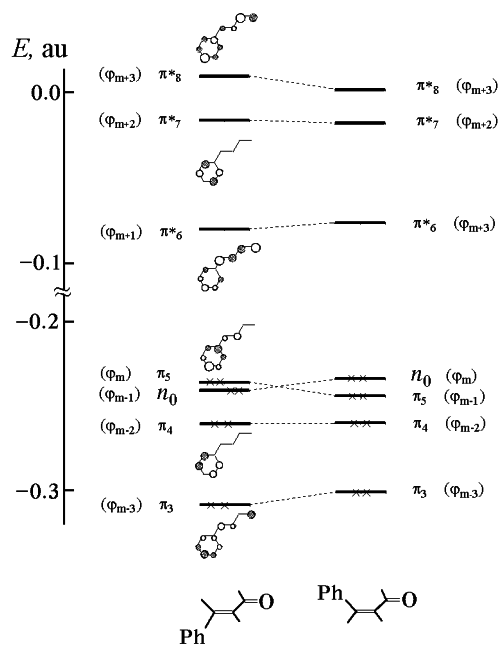 E, au
(φm+3) π*8
0.0
π*8 (φm+3)
(φm+2) π*7
π*7 (φm+2)
(φm+1) π*6
π*6 (φm+3)
−0.1
−0.2
(φm) π5
n0 (φm)
(φm-1) n0
π5 (φm-1)
(φm-2) π4
π4 (φm-2)
−0.3
(φm-3) π3
π3 (φm-3)
Ph O
Ph O